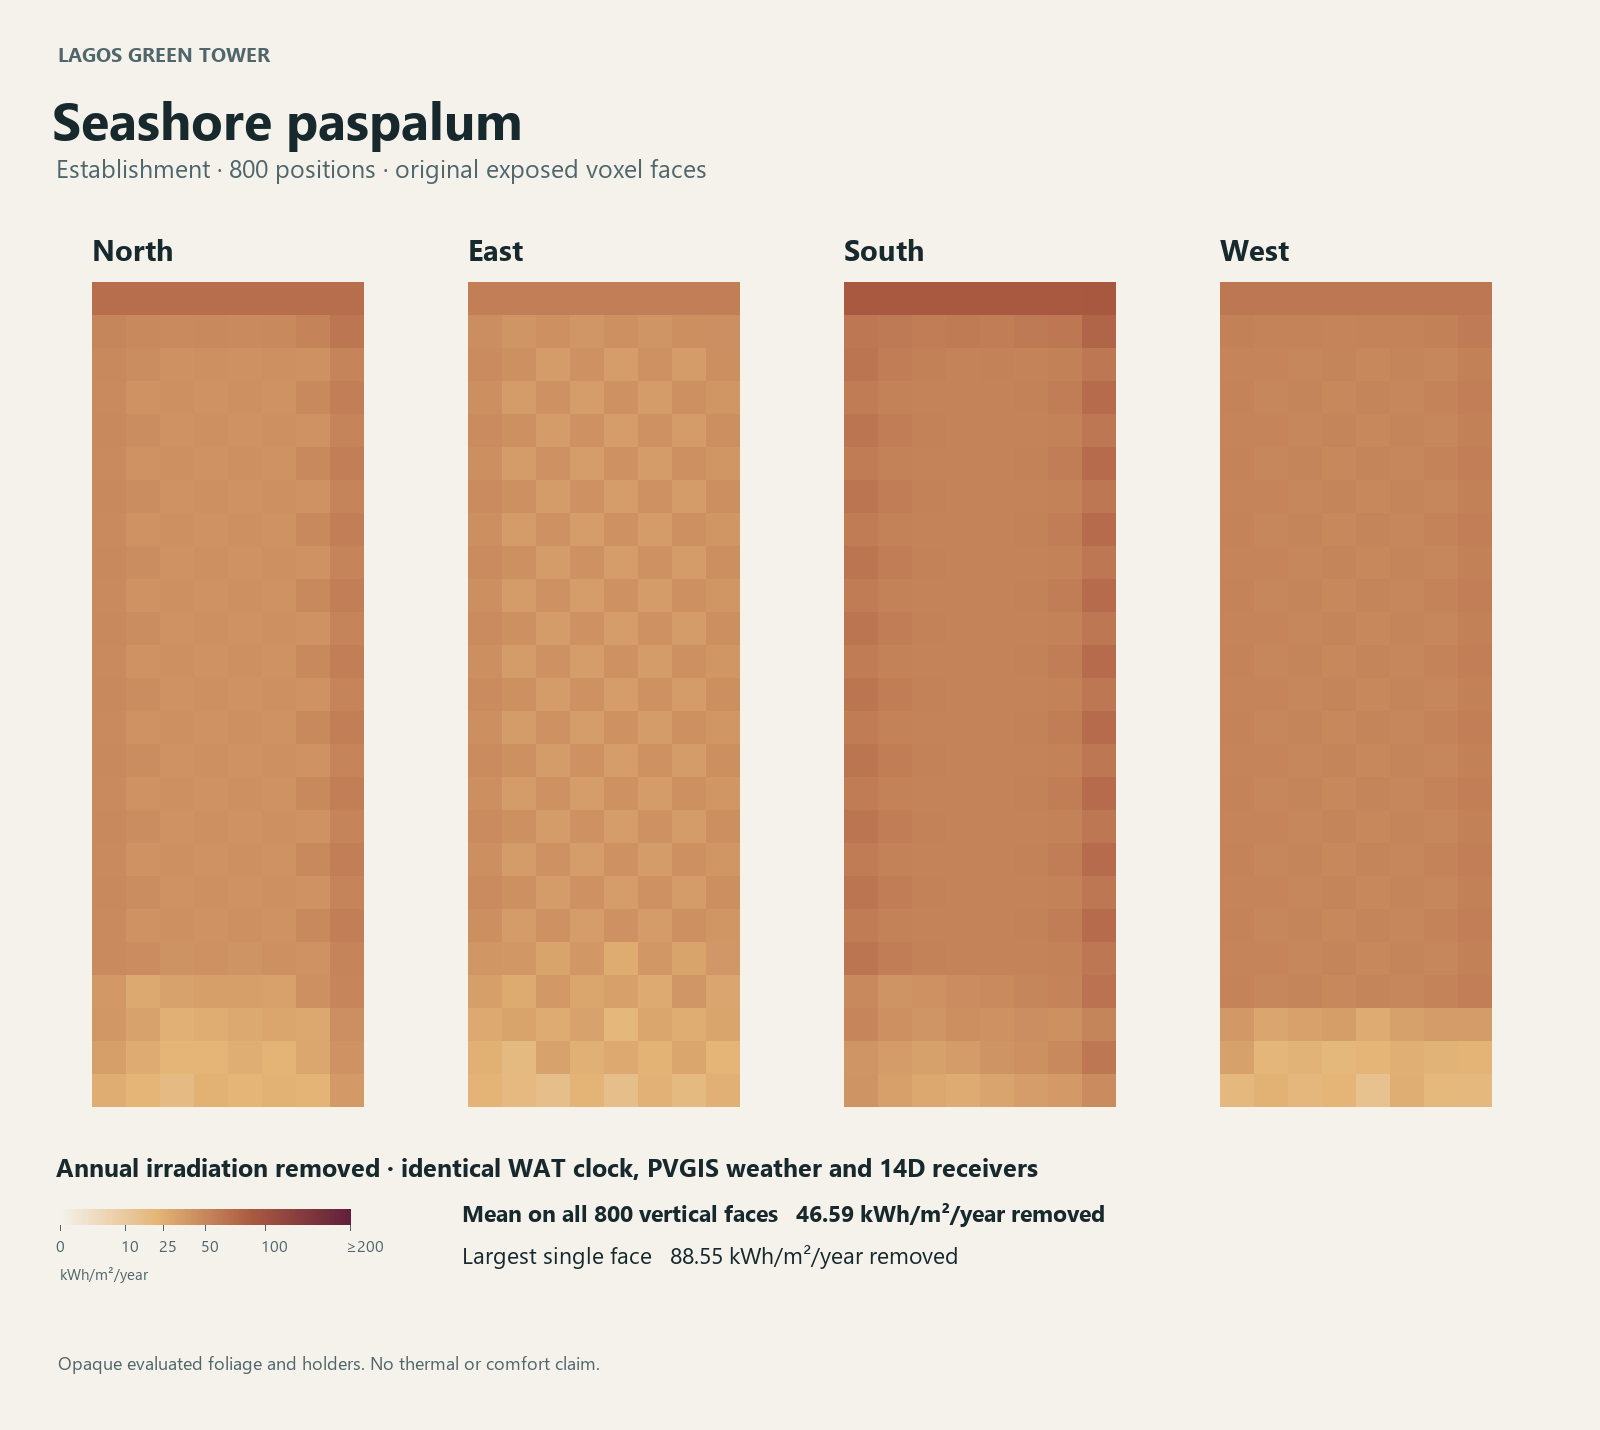 LAGOS GREEN TOWER
Seashore paspalum
Establishment · 800 positions · original exposed voxel faces
North East South West
Annual irradiation removed · identical WAT clock, PVGIS weather and 14D receivers
Mean on all 800 vertical faces 46.59 kWh/m²/year removed
0 10 25 50 100 ≥200
Largest single face 88.55 kWh/m²/year removed
kWh/m²/year
Opaque evaluated foliage and holders. No thermal or comfort claim.